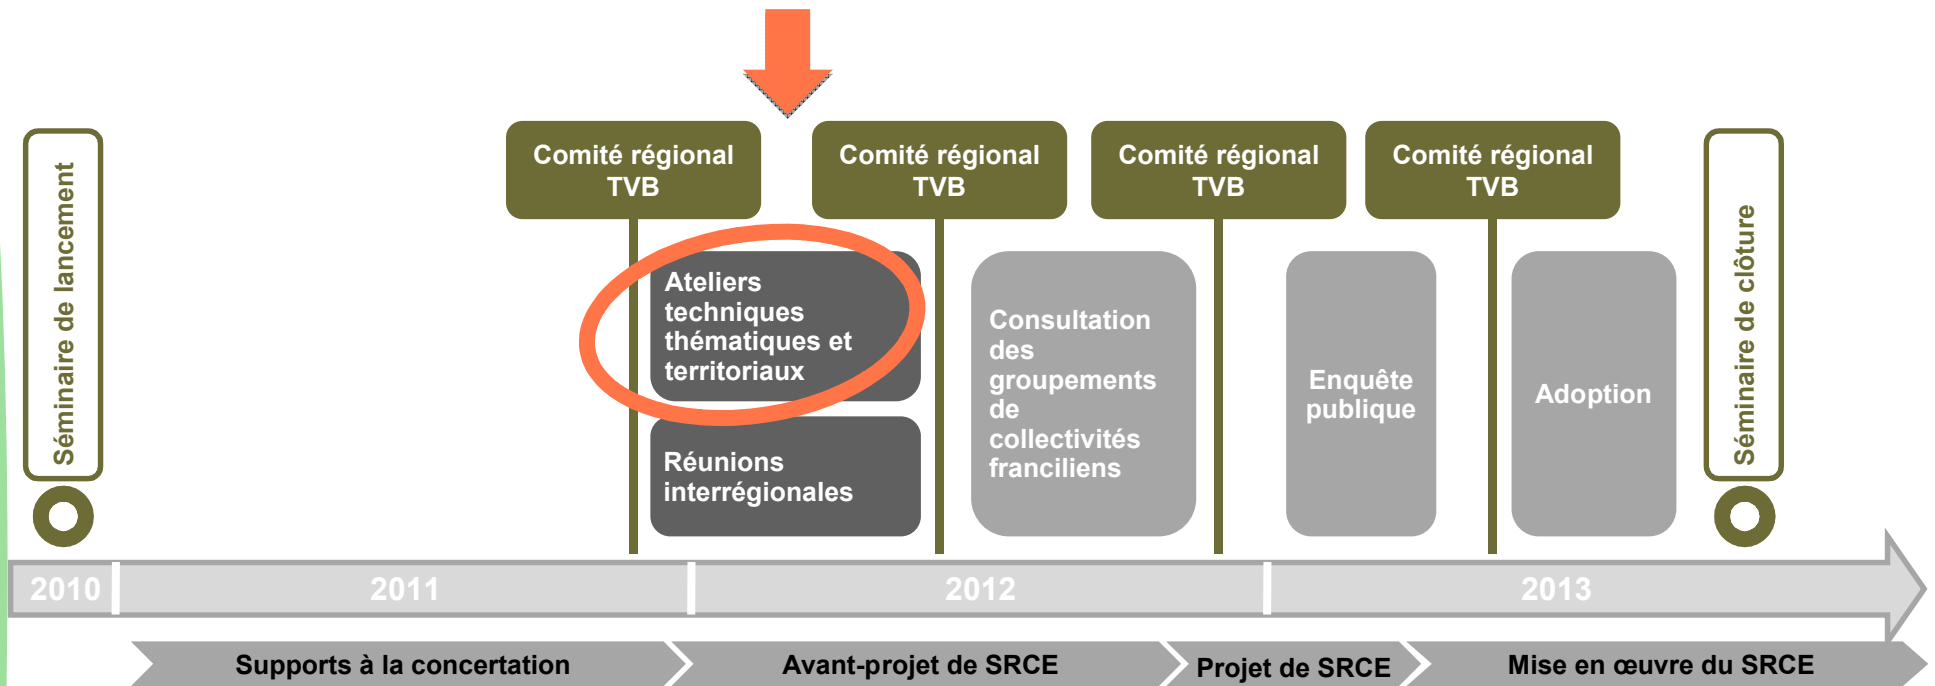 Séminaire de lancement
Comité régional
TVB
Comité régional
TVB
Comité régional
TVB
Comité régional
TVB
Séminaire de clôture
Ateliers
techniques
thématiques et
territoriaux
Réunions
interrégionales
Consultation
des
groupements
de
collectivités
franciliens
Enquête
publique
Adoption
2010
2011
2012
2013
Supports à la concertation
Avant-projet de SRCE
Projet de SRCE
Mise en œuvre du SRCE